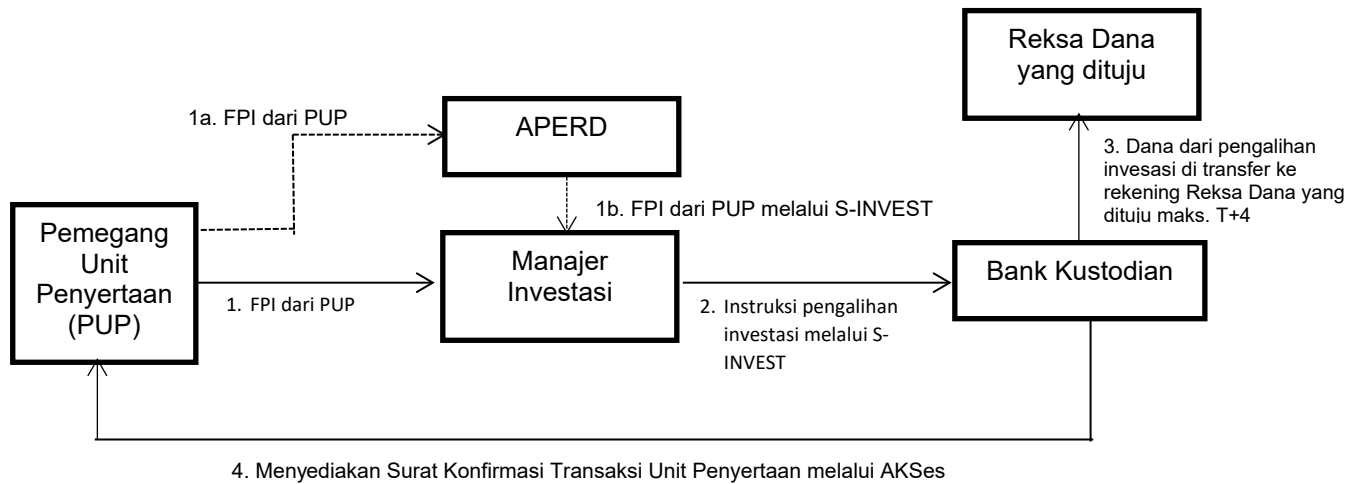 Reksa Dana
yang dituju
1a. FPI dari PUP
APERD
3. Dana dari pengalihan
invesasi di transfer ke
rekening Reksa Dana yang
dituju maks. T+4
1b. FPI dari PUP melalui S-INVEST
Pemegang
Unit
Penyertaan
(PUP)
Manajer
Investasi
Bank Kustodian
1. FPI dari PUP
2. Instruksi pengalihan
investasi melalui S-
INVEST
4. Menyediakan Surat Konfirmasi Transaksi Unit Penyertaan melalui AKSes